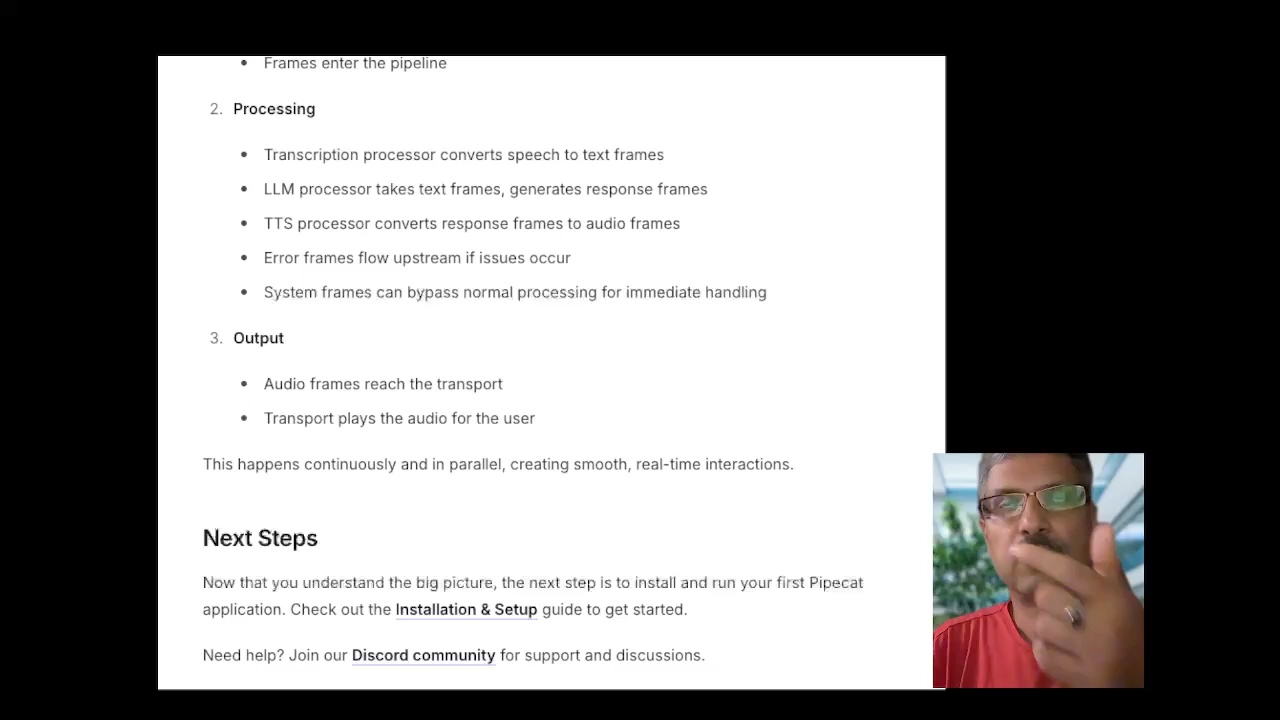 • Frames enter the pipeline
2. Processing
• Transcription processor converts speech to text frames
• LLM processor takes text frames, generates response frames
• TTS processor converts response frames to audio frames
• Error frames flow upstream if issues occur
• System frames can bypass normal processing for immediate handling
3. Output
• Audio frames reach the transport
• Transport plays the audio for the user
This happens continuously and in parallel, creating smooth, real-time interactions.
Next Steps
Now that you understand the big picture, the next step is to install and run your first Pipecat
application. Check out the Installation & Setup guide to get started.
Need help? Join our Discord community for support and discussions.